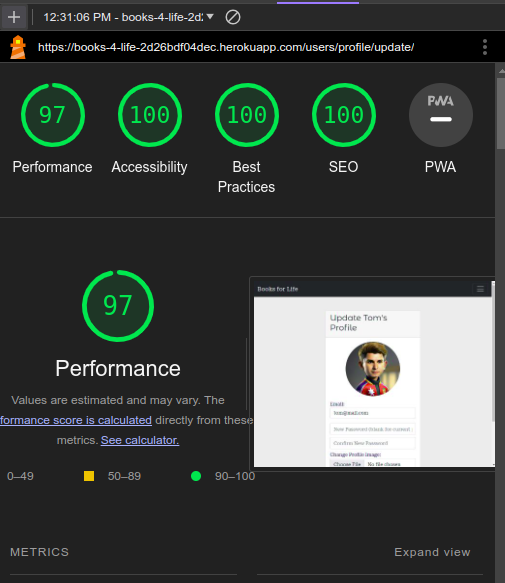 12:31:06 PM - books-4-life-2d:
https://books-4-life-2d26bdf04dec.herokuapp.com/users/profile/update/
97
100
100
100
PWA
Performance
Accessibility
Best
Practices
SEO
PWA
97
Performance
Values are estimated and may vary. The
formance score is calculated directly from these
metrics. See calculator.
0–49
50–89
90–100
Books for Life
Update Tom's
Profile
Email:
tom@mail.com
New Password (blank for current
Confirm New Password
Change Profile Image:
Choose File No file chosen
METRICS
Expand view